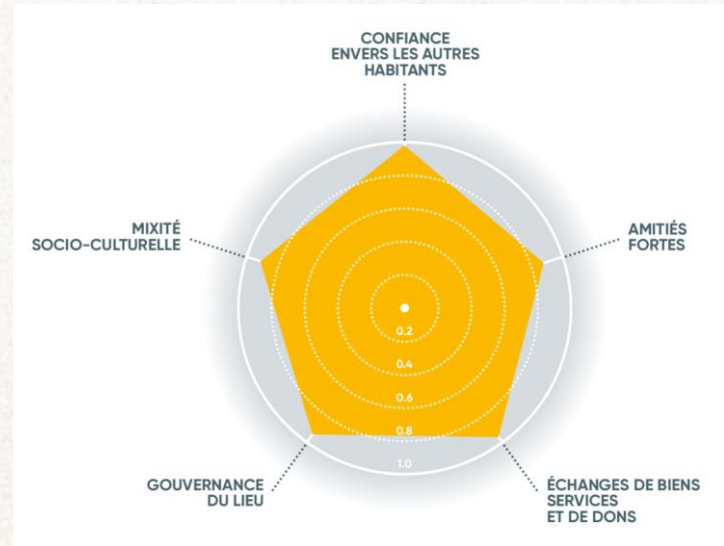 CONFIANCE
ENVERS LES AUTRES
HABITANTS
MIXITÉ
SOCIO-CULTURELLE
AMITIÉS
FORTES
0.2
0.4
0.6
0.8
1.0
GOUVERNANCE
DU LIEU
ÉCHANGES DE BIENS
SERVICES
ET DE DONS